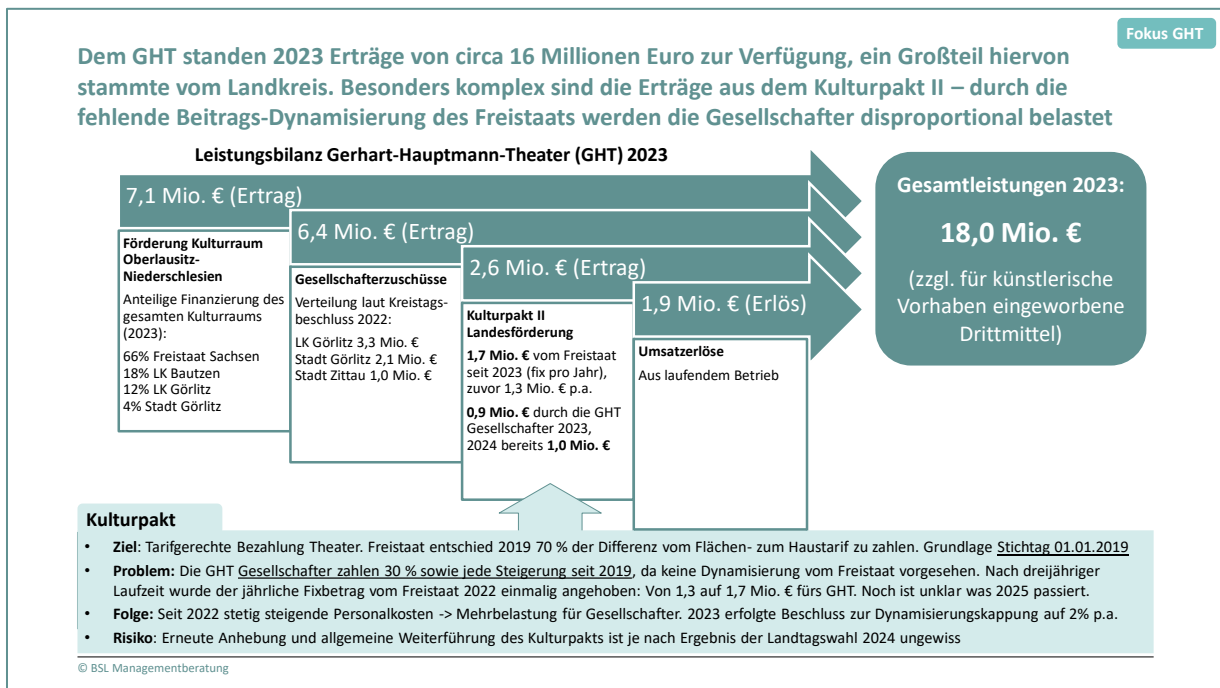 Fokus GHT
Dem GHT standen 2023 Erträge von circa 16 Millionen Euro zur Verfügung, ein Großteil hiervon
stammte vom Landkreis. Besonders komplex sind die Erträge aus dem Kulturpakt II – durch die
fehlende Beitrags-Dynamisierung des Freistaats werden die Gesellschafter disproportional belastet
Leistungsbilanz Gerhart-Hauptmann-Theater (GHT) 2023
7,1 Mio. € (Ertrag)
Förderung Kulturraum
Oberlausitz-
Niederschlesien
Anteilige Finanzierung des
gesamten Kulturraums
(2023):
66% Freistaat Sachsen
18% LK Bautzen
12% LK Görlitz
4% Stadt Görlitz
6,4 Mio. € (Ertrag)
Gesellschafterzuschüsse
Verteilung laut Kreistags-
beschluss 2022:
LK Görlitz 3,3 Mio. €
Stadt Görlitz 2,1 Mio. €
Stadt Zittau 1,0 Mio. €
2,6 Mio. € (Ertrag)
Kulturpakt II
Landesförderung
1,7 Mio. € vom Freistaat
seit 2023 (fix pro Jahr),
zuvor 1,3 Mio. € p.a.
0,9 Mio. € durch die GHT
Gesellschafter 2023,
2024 bereits 1,0 Mio. €
1,9 Mio. € (Erlös)
Umsatzerlöse
Aus laufendem Betrieb
Gesamtleistungen 2023:
18,0 Mio. €
(zzgl. für künstlerische
Vorhaben eingeworbene
Drittmittel)
Kulturpakt
• Ziel: Tarifgerechte Bezahlung Theater. Freistaat entschied 2019 70 % der Differenz vom Flächen- zum Haustarif zu zahlen. Grundlage Stichtag 01.01.2019
• Problem: Die GHT Gesellschafter zahlen 30 % sowie jede Steigerung seit 2019, da keine Dynamisierung vom Freistaat vorgesehen. Nach dreijähriger
Laufzeit wurde der jährliche Fixbetrag vom Freistaat 2022 einmalig angehoben: Von 1,3 auf 1,7 Mio. € fürs GHT. Noch ist unklar was 2025 passiert.
• Folge: Seit 2022 stetig steigende Personalkosten -> Mehrbelastung für Gesellschafter. 2023 erfolgte Beschluss zur Dynamisierungskappung auf 2% p.a.
• Risiko: Erneute Anhebung und allgemeine Weiterführung des Kulturpakts ist je nach Ergebnis der Landtagswahl 2024 ungewiss
© BSL Managementberatung